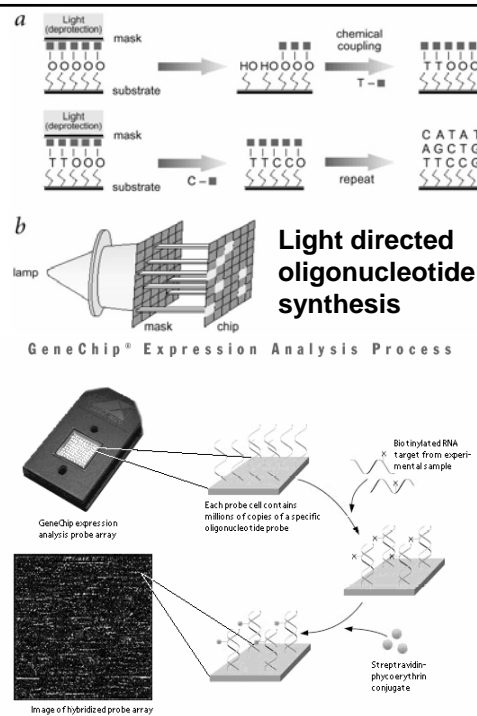 a
Light
(deprotection)
mask
substrate
O O O O O
HO HO O O O
chemical
coupling
T –
T T O O O
Light
(deprotection)
mask
T T O O O
substrate
C –
T T C C O
repeat
C A T A T
A G C T G
T T C C G
b
lamp
mask
chip
Light directed
oligonucleotide
synthesis
GeneChip® Expression Analysis Process
GeneChip expression
analysis probe array
Each probe cell contains
millions of copies of a specific
oligonucleotide probe
Biotinylated RNA
target from experi-
mental sample
Streptravidin-
phycoerythrin
conjugate
Image of hybridized probe array